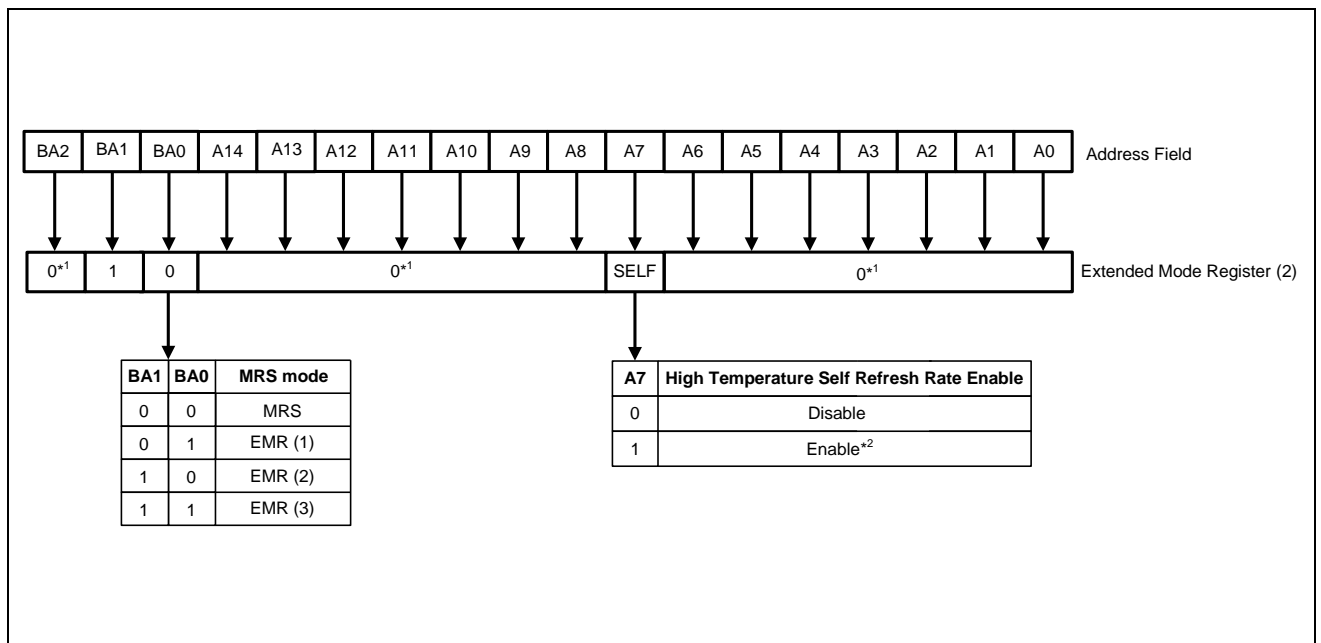 BA2 BA1 BA0 A14 A13 A12 A11 A10 A9 A8 A7 A6 A5 A4 A3 A2 A1 A0 Address Field
0*1 1 0 0*1 SELF 0*1 Extended Mode Register (2)
BA1 BA0 MRS mode
0 0 MRS
0 1 EMR (1)
1 0 EMR (2)
1 1 EMR (3)
A7 High Temperature Self Refresh Rate Enable
0 Disable
1 Enable*2